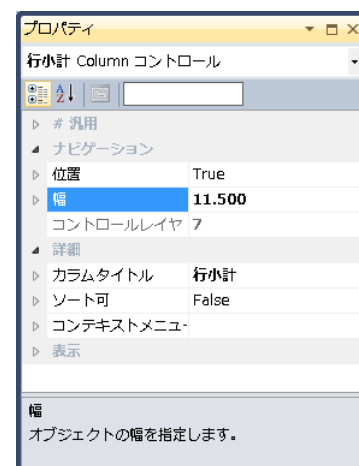 プロパティ
行小計 Column コントロール
# 汎用
ナビゲーション
位置 True
幅 11.500
コントロールレイヤ 7
詳細
カラムタイトル 行小計
ソート可 False
コンテキストメニュー
表示
幅
オブジェクトの幅を指定します。